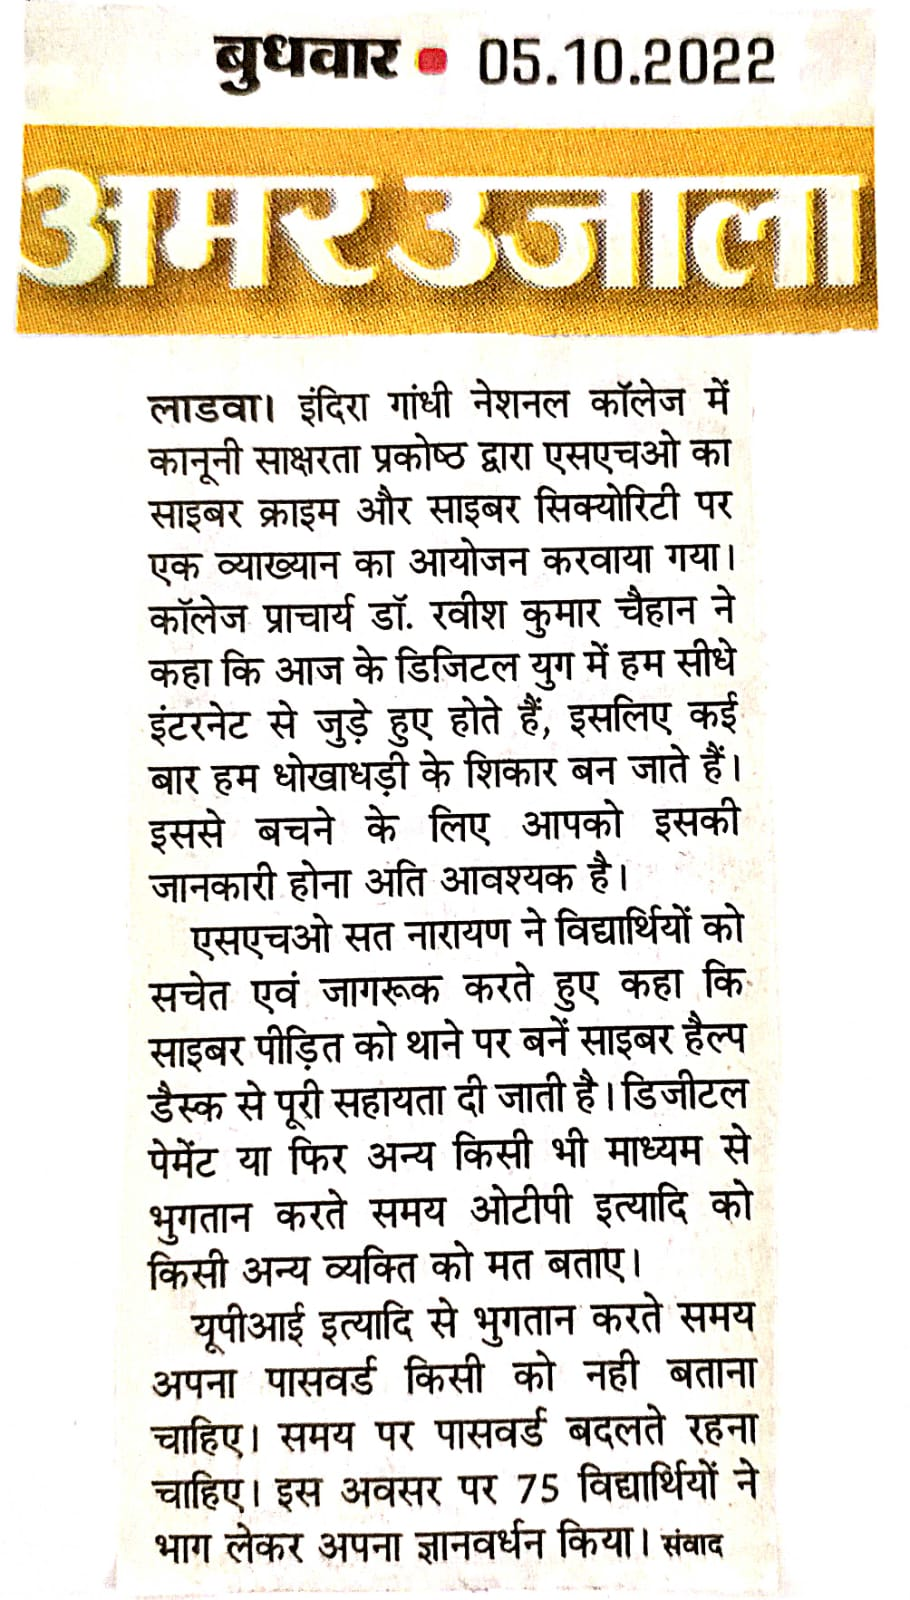 बुधवार • 05.10.2022
अमर उजाला
लाडवा। इंदिरा गांधी नेशनल कॉलेज में
कानूनी साक्षरता प्रकोष्ठ द्वारा एसएचओ का
साइबर क्राइम और साइबर सिक्योरिटी पर
एक व्याख्यान का आयोजन करवाया गया।
कॉलेज प्राचार्य डॉ. रवीश कुमार चैहान ने
कहा कि आज के डिजिटल युग में हम सीधे
इंटरनेट से जुड़े हुए होते हैं, इसलिए कई
बार हम धोखाधड़ी के शिकार बन जाते हैं।
इससे बचने के लिए आपको इसकी
जानकारी होना अति आवश्यक है।
एसएचओ सत नारायण ने विद्यार्थियों को
सचेत एवं जागरूक करते हुए कहा कि
साइबर पीड़ित को थाने पर बनें साइबर हैल्प
डैस्क से पूरी सहायता दी जाती है। डिजीटल
पेमेंट या फिर अन्य किसी भी माध्यम से
भुगतान करते समय ओटीपी इत्यादि को
किसी अन्य व्यक्ति को मत बताए।
यूपीआई इत्यादि से भुगतान करते समय
अपना पासवर्ड किसी को नही बताना
चाहिए। समय पर पासवर्ड बदलते रहना
चाहिए। इस अवसर पर 75 विद्यार्थियों ने
भाग लेकर अपना ज्ञानवर्धन किया। संवाद